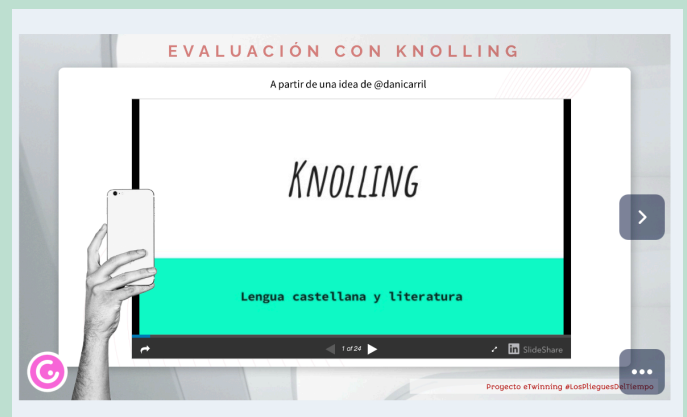 EVALUACIÓN CON KNOLLING
A partir de una idea de @danicarril
KNOLLING
Lengua castellana y literatura
1 of 24
in SlideShare
Proyecto eTwinning #LosPlieguesDelTiempo